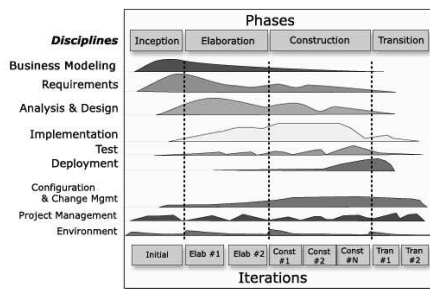 Phases
Disciplines
Inception
Elaboration
Construction
Transition
Business Modeling
Requirements
Analysis & Design
Implementation
Test
Deployment
Configuration
& Change Mgmt
Project Management
Environment
Initial
Elab #1
Elab #2
Const
#1
Const
#2
Const
#N
Tran
#1
Tran
#2
Iterations